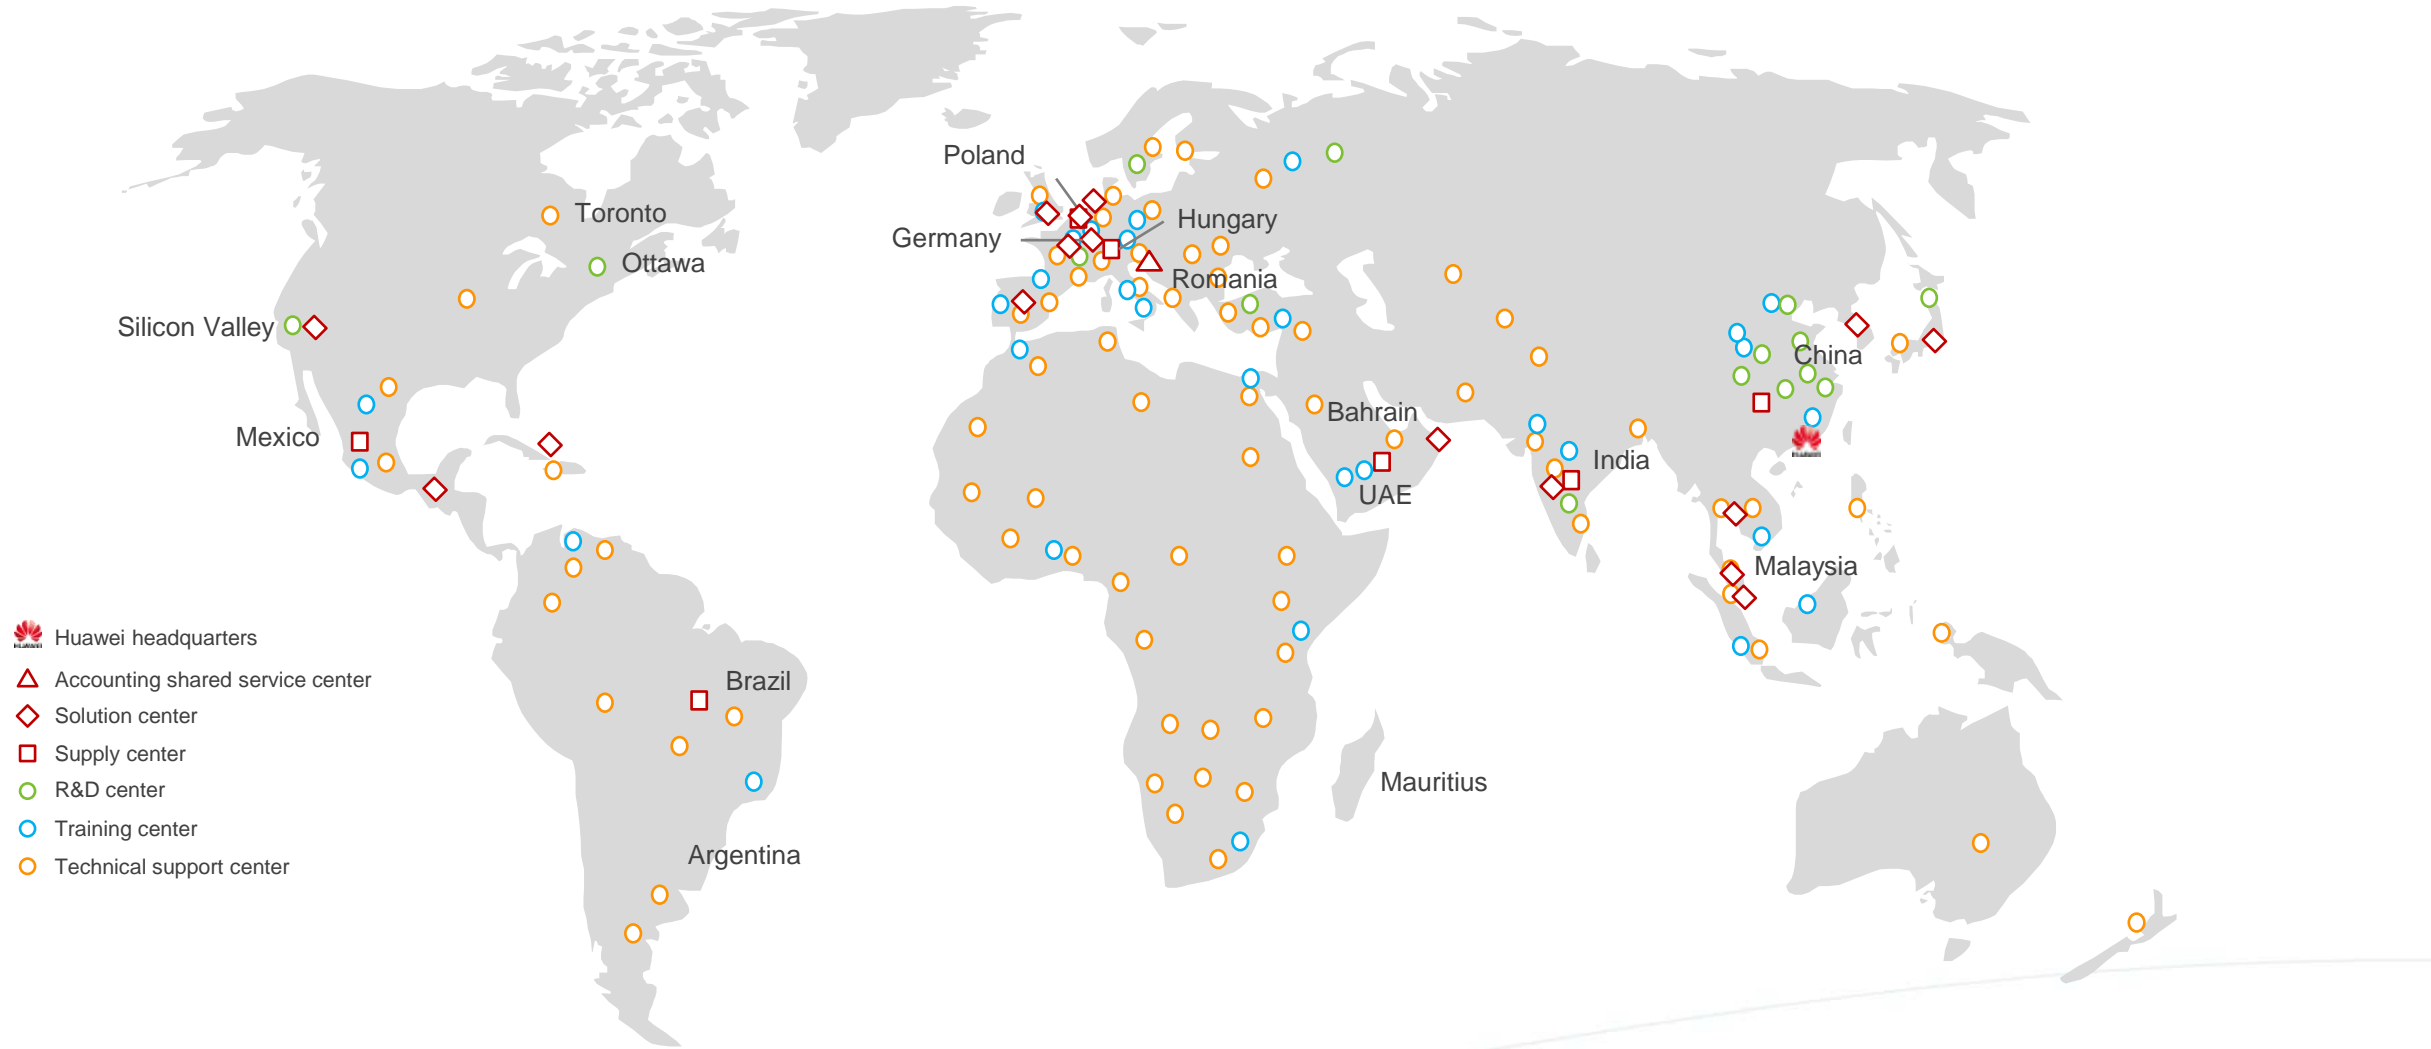 Poland
Toronto
Hungary
Germany
Ottawa
Romania
Silicon Valley
China
Bahrain
Mexico
India
UAE
Malaysia
Huawei headquarters
Accounting shared service center
Brazil
Solution center
Supply center
Mauritius
R&D center
Training center
Argentina
Technical support center